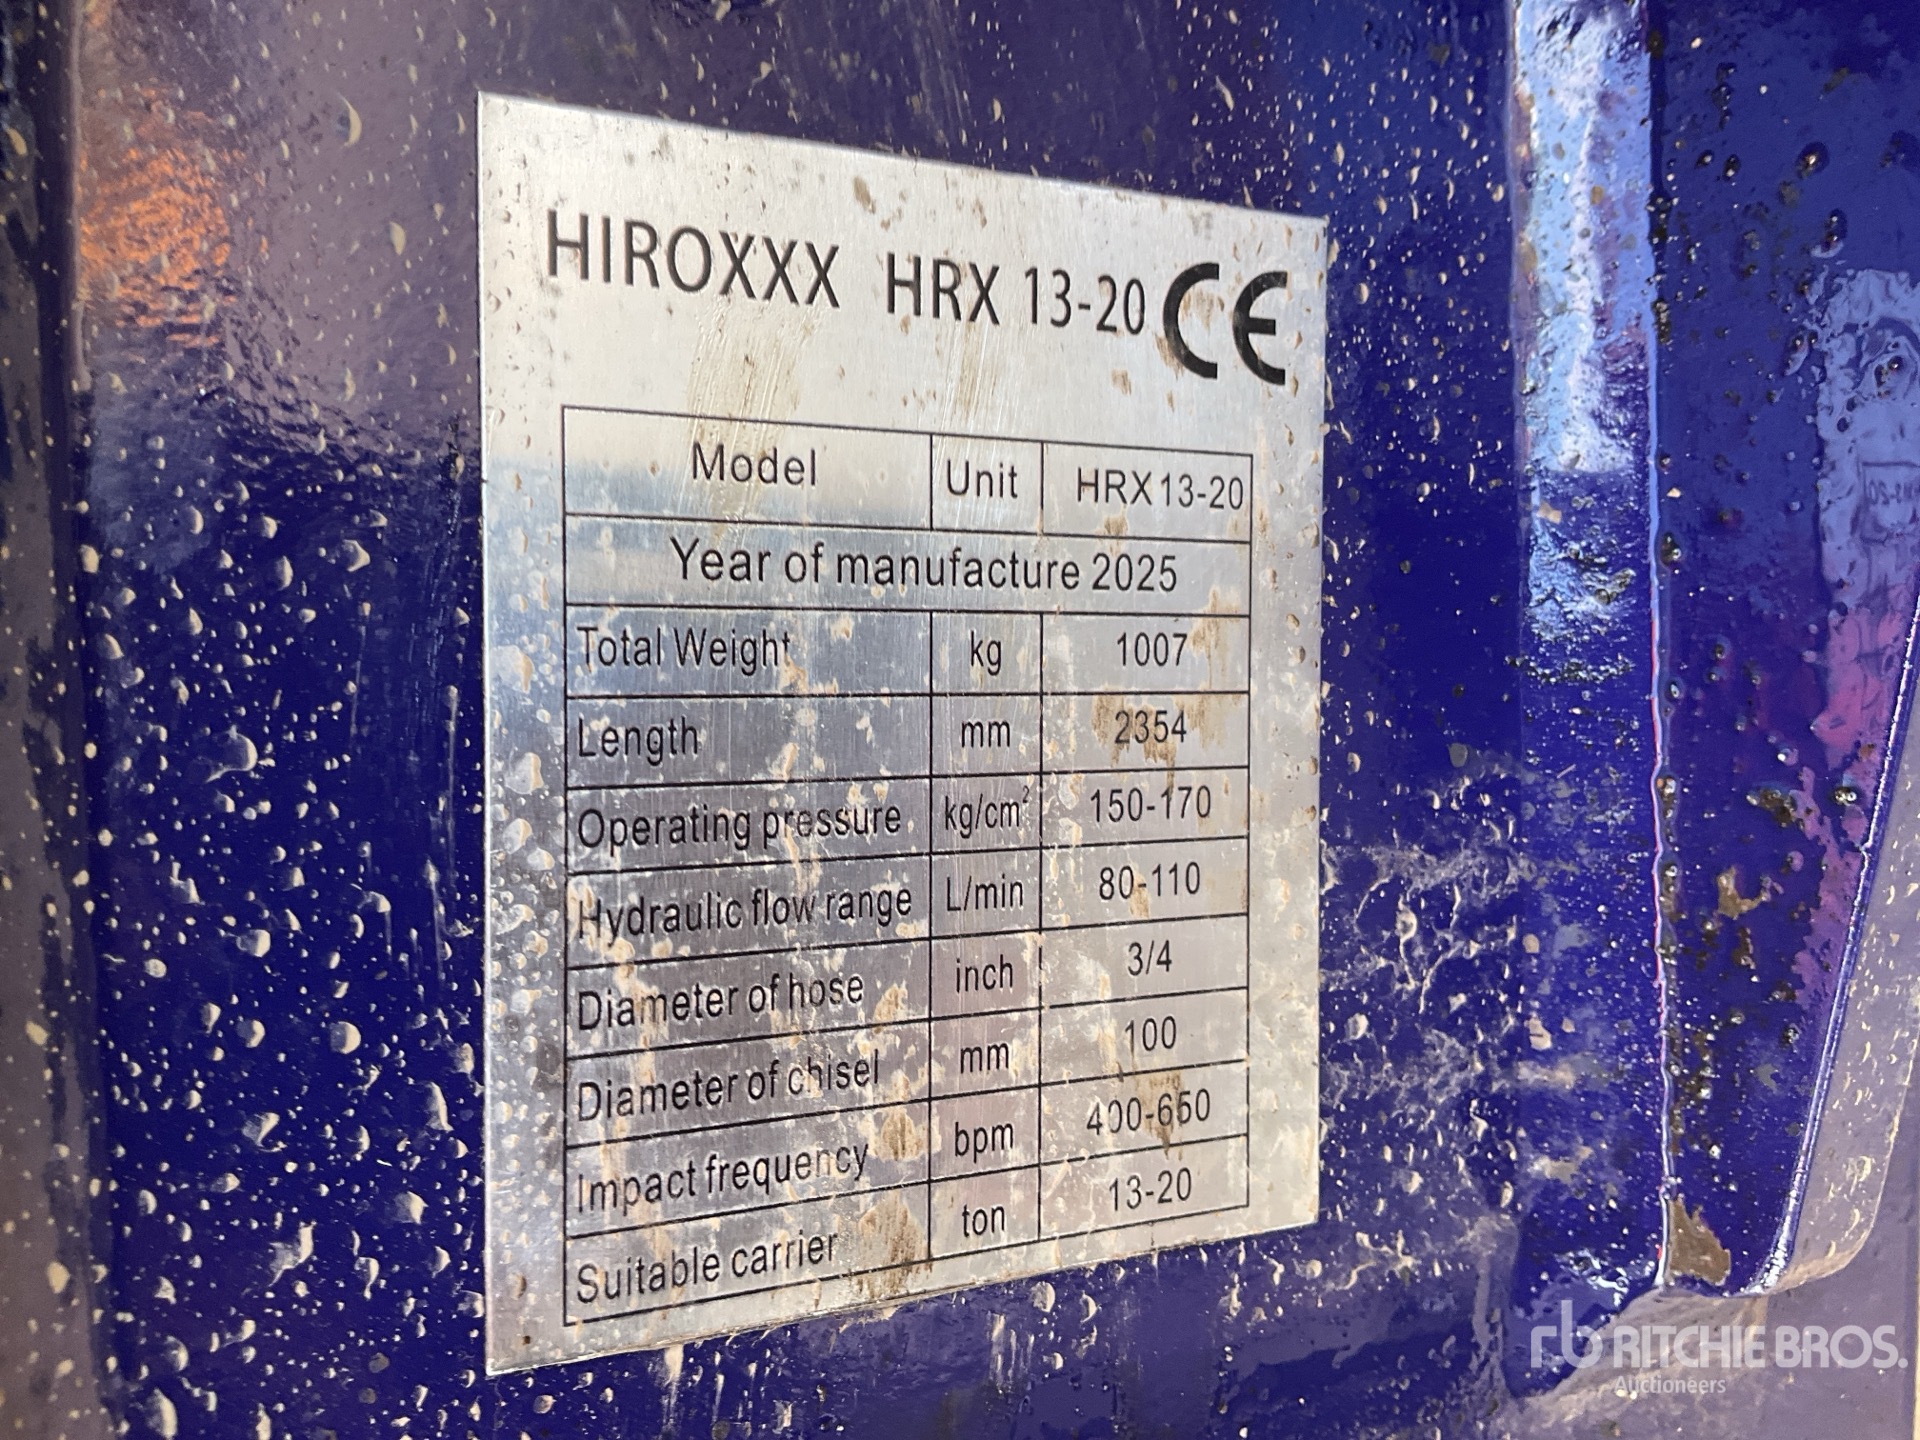 HIROXXX HRX 13-20 CE
Model Unit HRX13-20
Year of manufacture 2025
Total Weight kg 1007
Length mm 2354
Operating pressure kg/cm² 150-170
Hydraulic flow range L/min 80-110
Diameter of hose inch 3/4
Diameter of chisel mm 100
Impact frequency bpm 400-650
Suitable carrier ton 13-20
rb RITCHIE BROS.
Auctioneers